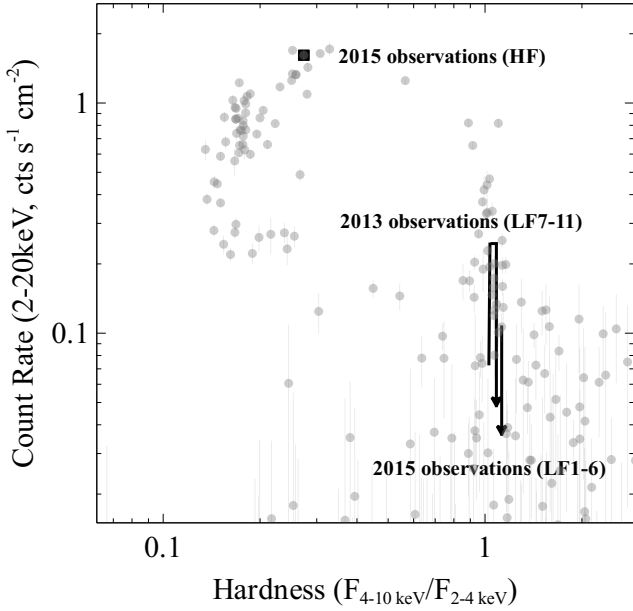 2015 observations (HF)
1
2013 observations (LF7-11)
0.1
2015 observations (LF1-6)
0.1 1
Count Rate (2-20keV, cts s⁻¹ cm⁻²)
Hardness (F₄₋₁₀ ₖₑᵥ/F₂₋₄ ₖₑᵥ)